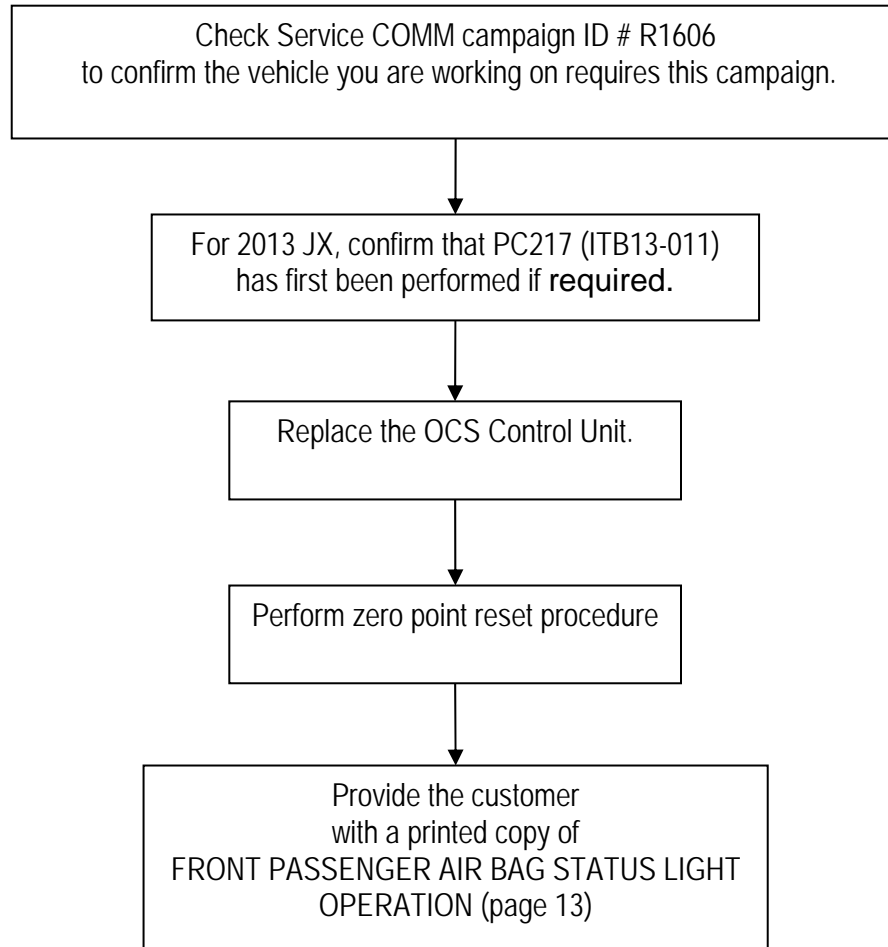 Check Service COMM campaign ID # R1606
to confirm the vehicle you are working on requires this campaign.
For 2013 JX, confirm that PC217 (ITB13-011)
has first been performed if required.
Replace the OCS Control Unit.
Perform zero point reset procedure
Provide the customer
with a printed copy of
FRONT PASSENGER AIR BAG STATUS LIGHT
OPERATION (page 13)